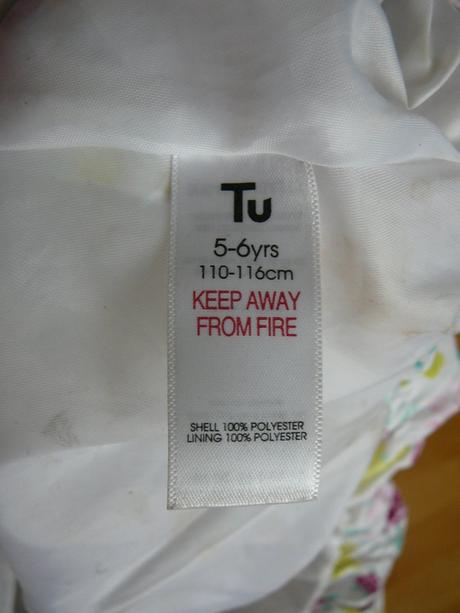 Tu
5-6yrs
110-116cm
KEEP AWAY
FROM FIRE
SHELL 100% POLYESTER
LINING 100% POLYESTER